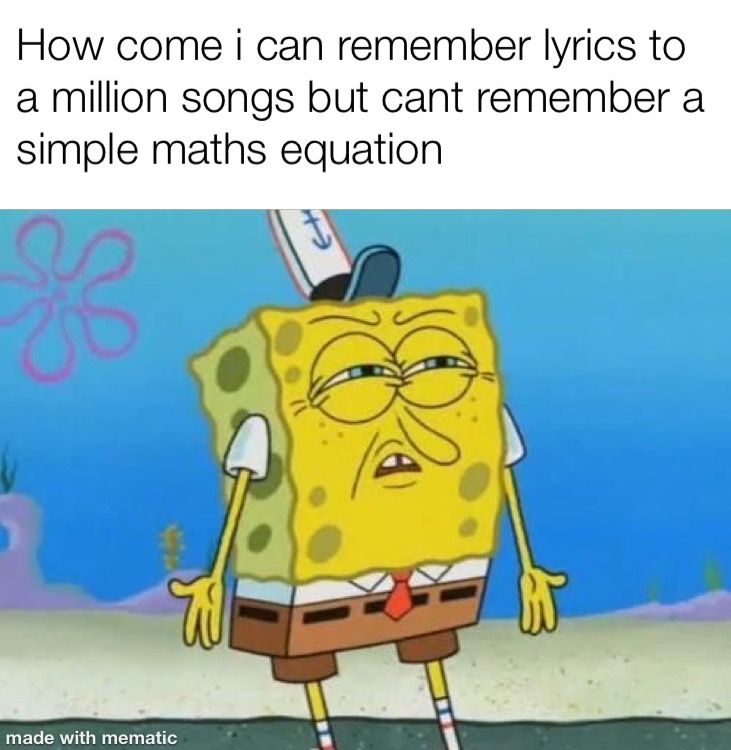 How come i can remember lyrics to
a million songs but cant remember a
simple maths equation
made with mematic